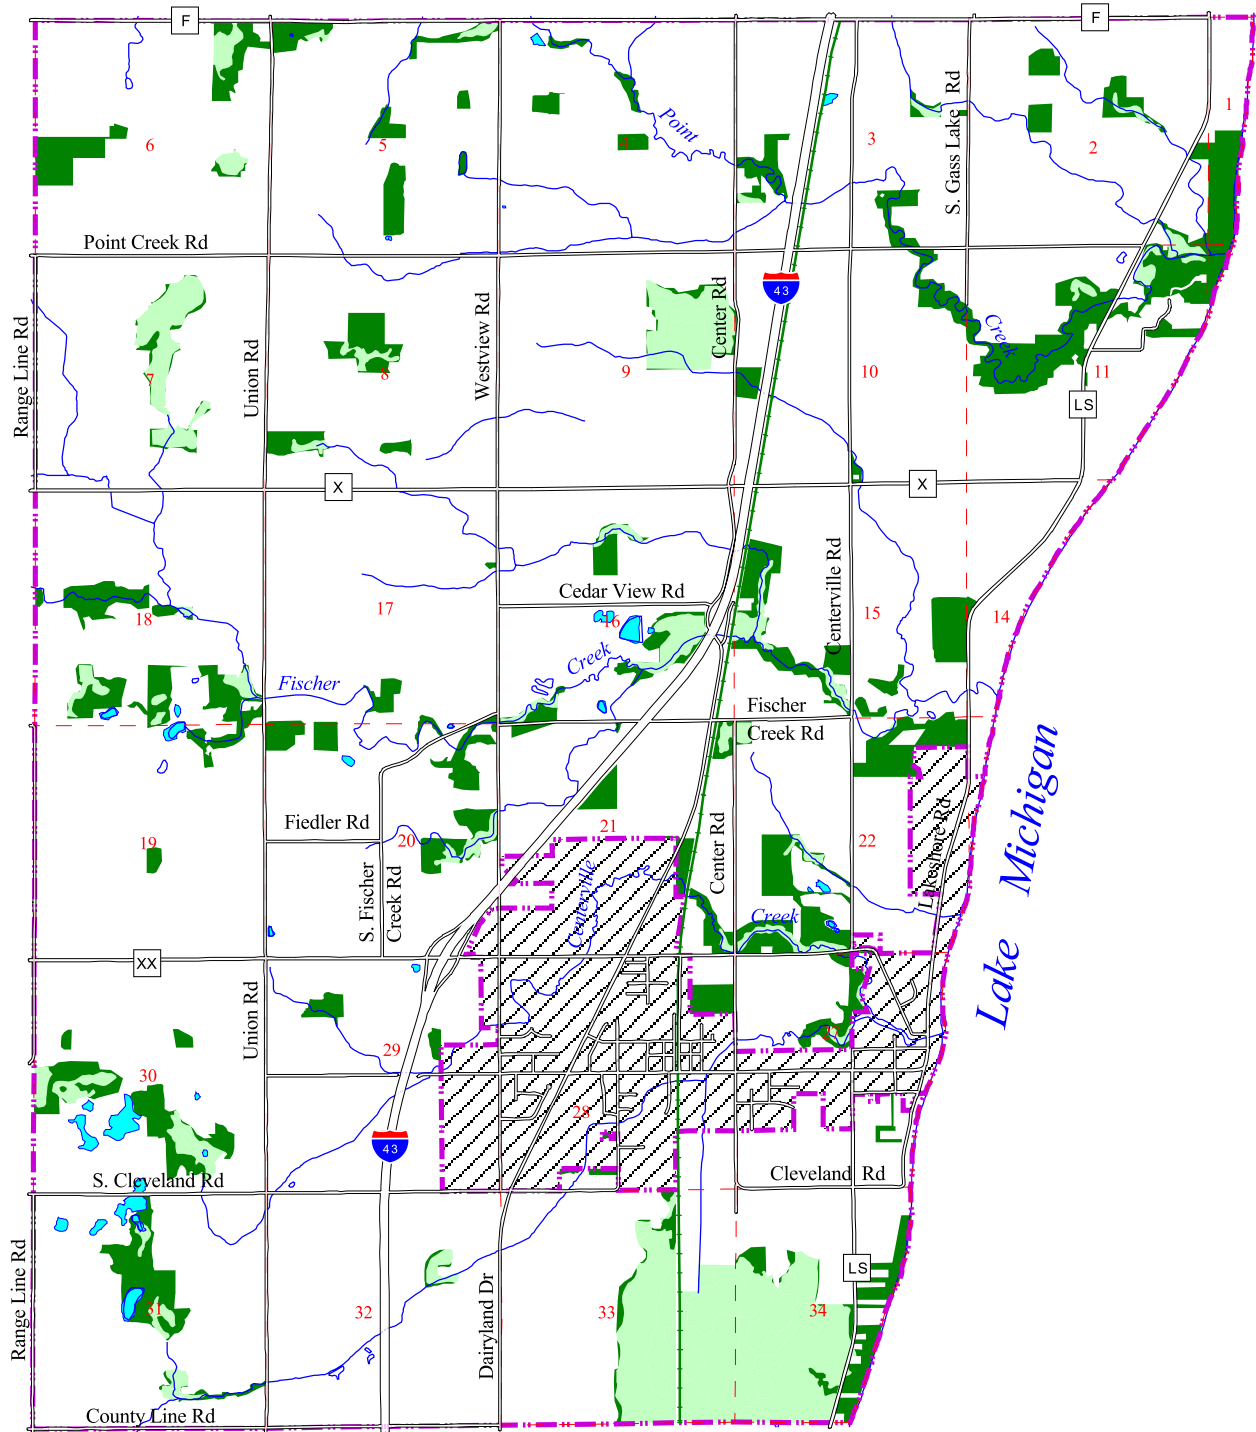 F
F
1
6
5
4
Point
3
S. Gass Lake Rd
2
Point Creek Rd
Range Line Rd
Union Rd
Westview Rd
Center Rd
43
Creek
7
8
9
10
11
LS
X
X
Cedar View Rd
Centerville Rd
18
17
16
15
14
Fischer
Creek
Fischer
Creek Rd
Lake Michigan
19
Fiedler Rd
20
S. Fischer
Creek Rd
21
Centerville
Center Rd
22
Lakeshore Rd
Creek
XX
Union Rd
29
27
30
28
43
S. Cleveland Rd
Cleveland Rd
Range Line Rd
LS
31
32
Dairyland Dr
33
34
County Line Rd